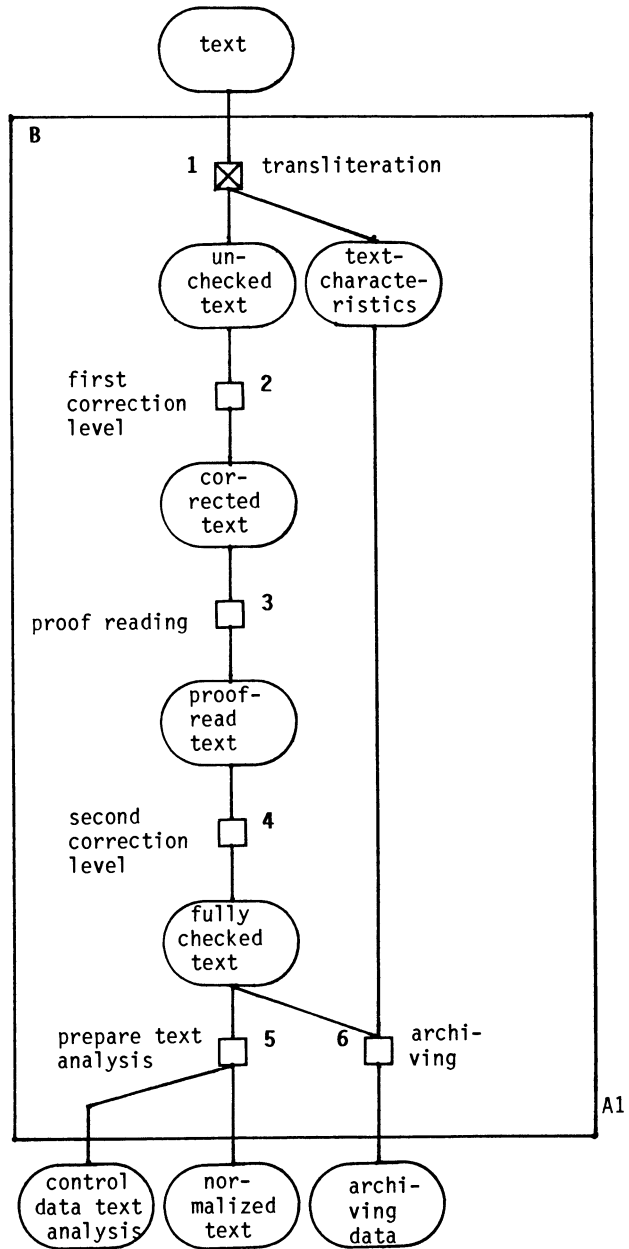 text
B
1
transliteration
un-
checked
text
text-
characte-
ristics
first
correction
level
2
cor-
rected
text
3
proof reading
proof-
read
text
second
correction
level
4
fully
checked
text
prepare text
analysis
5
6
archi-
ving
A1
control
data text
analysis
nor-
malized
text
archi-
ving
data